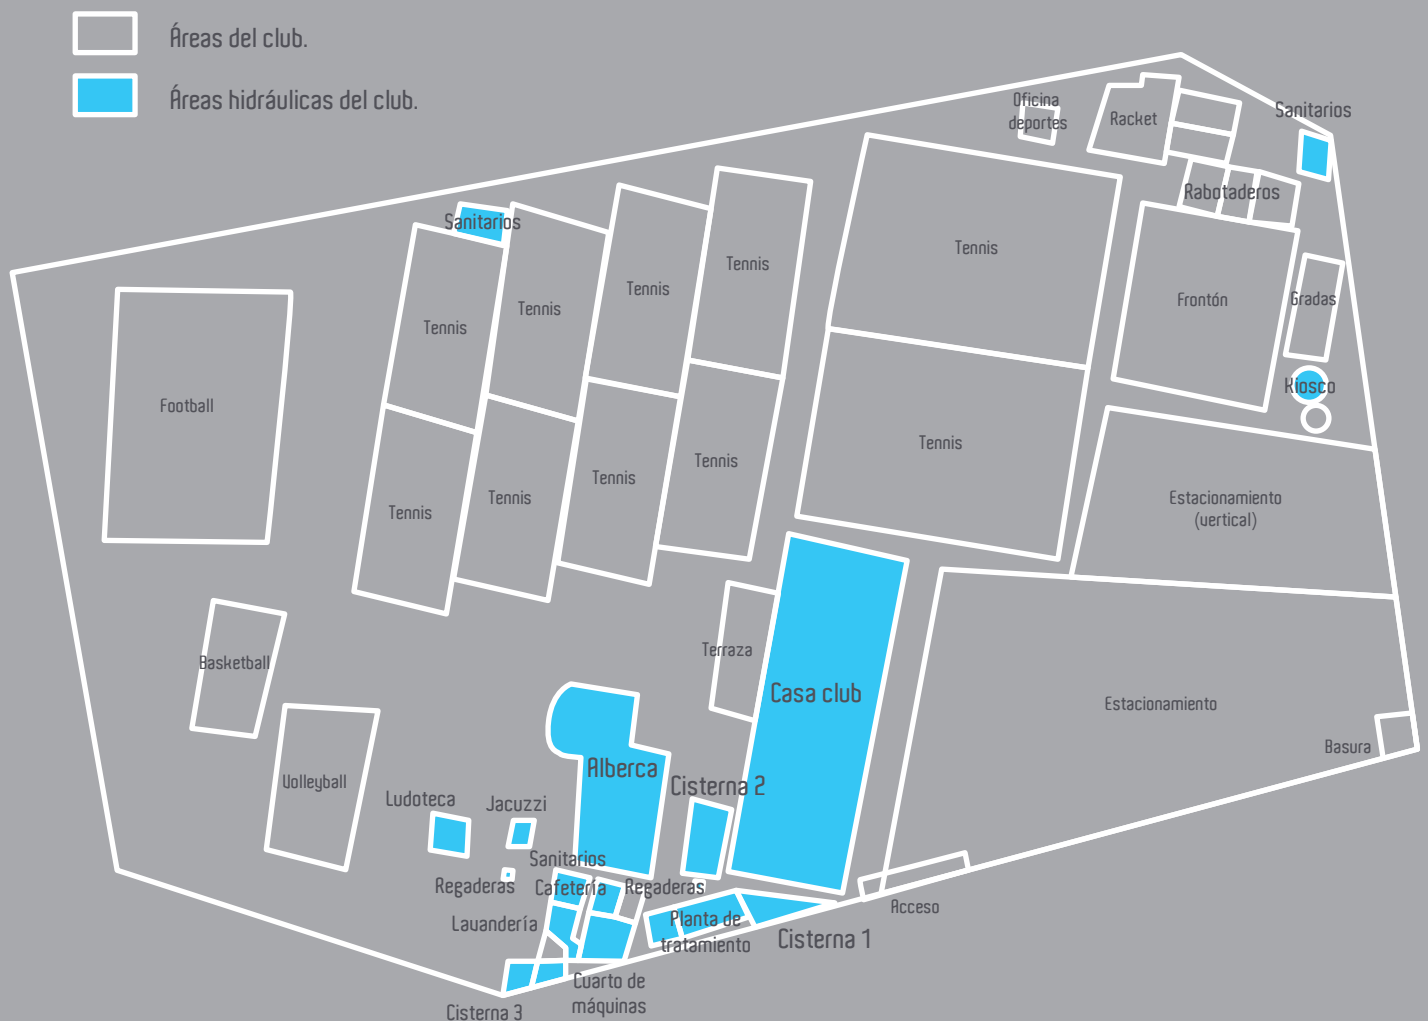 Áreas del club.
Áreas hidráulicas del club.
Oficina
deportes
Racket
Sanitarios
Rabotaderos
Sanitarios
Tennis
Tennis
Tennis
Tennis
Frontón
Gradas
Tennis
Tennis
Kiosco
Football
Tennis
Tennis
Tennis
Tennis
Tennis
Estacionamiento
(vertical)
Terraza
Basketball
Casa club
Estacionamiento
Basura
Alberca
Volleyball
Cisterna 2
Ludoteca
Jacuzzi
Sanitarios
Regaderas
Cafetería
Regaderas
Acceso
Lavandería
Planta de
tratamiento
Cisterna 1
Cuarto de
máquinas
Cisterna 3